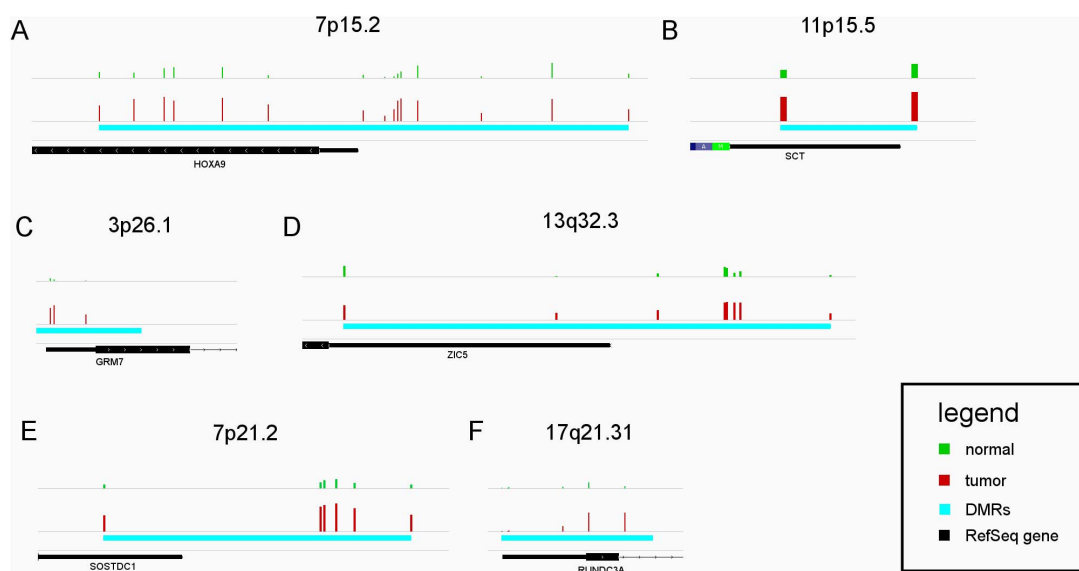 A
7p15.2
HOXA9
B
11p15.5
A M
SCT
C
3p26.1
GRM7
D
13q32.3
ZIC5
E
7p21.2
SOSTDC1
F
17q21.31
RUNDC3A
legend
normal
tumor
DMRs
RefSeq gene